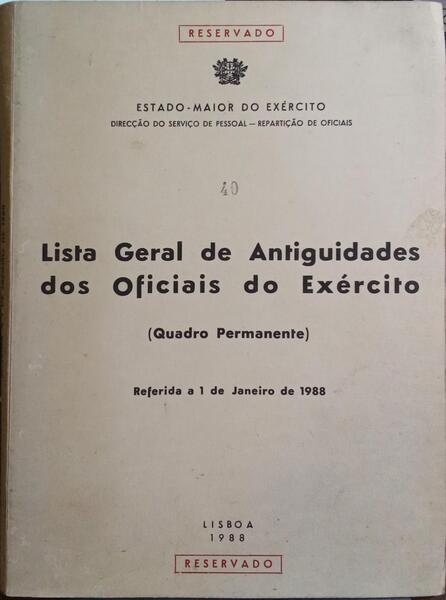 RESERVADO
ESTADO-MAIOR DO EXÉRCITO
DIRECÇÃO DO SERVIÇO DE PESSOAL — REPARTIÇÃO DE OFICIAIS
40
Lista Geral de Antiguidades
dos Oficiais do Exército
(Quadro Permanente)
Referida a 1 de Janeiro de 1988
LISBOA
1988
RESERVADO